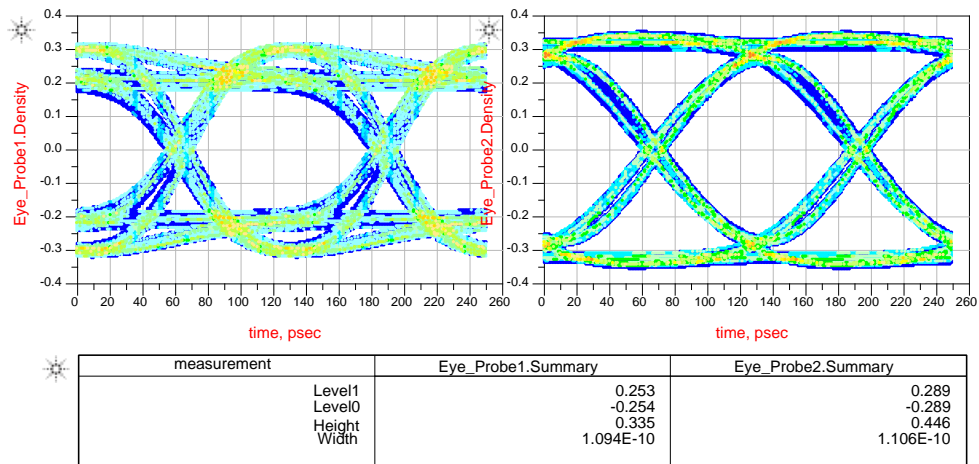 0.4
0.3
0.2
0.0
-0.1
-0.2
-0.3
-0.4
0 20 40 60 80 100 120 140 160 180 200 220 240 260
time, psec
Eye_Probe1.Density
0.4
0.3
0.2
0.0
-0.1
-0.2
-0.3
-0.4
0 20 40 60 80 100 120 140 160 180 200 220 240 260
time, psec
Eye_Probe2.Density
measurement Eye_Probe1.Summary Eye_Probe2.Summary
Level1 0.253 0.289
Level0 -0.254 -0.289
Height 0.335 0.446
Width 1.094E-10 1.106E-10